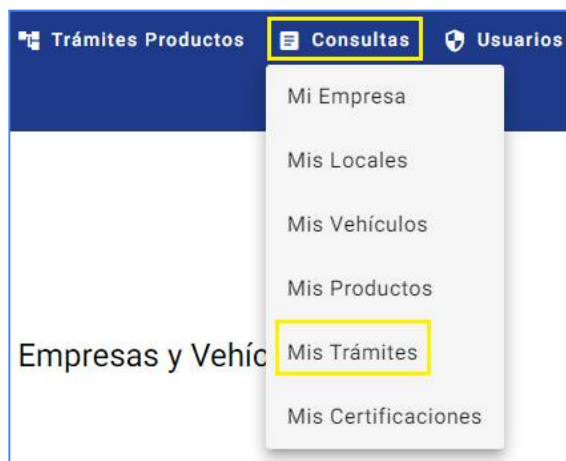 Trámites Productos Consultas Usuarios
Mi Empresa
Mis Locales
Mis Vehículos
Mis Productos
Empresas y Vehíc Mis Trámites
Mis Certificaciones